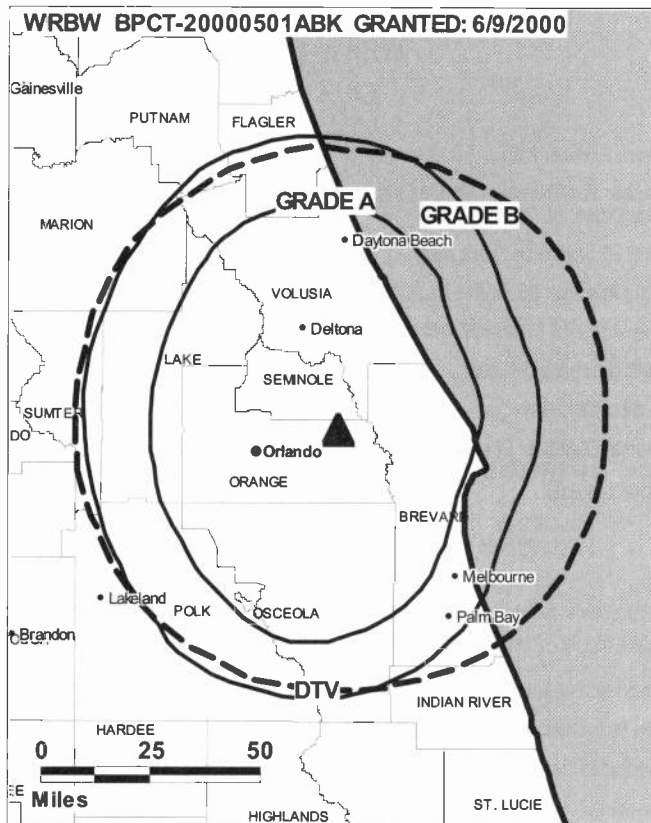 WRBW BPCT-20000501ABK GRANTED: 6/9/2000
Gainesville
PUTNAM
FLAGLER
GRADE A
GRADE B
MARION
Daytona Beach
VOLUSIA
Deltona
LAKE
SEMINOLE
SUMTER
DO
Orlando
ORANGE
BREVARD
Melbourne
Lakeland
POLK
OSCEOLA
Palm Bay
Brandon
DTV
INDIAN RIVER
HARDEE
0 25 50
Miles
EE
ST. LUCIE
HIGHLANDS